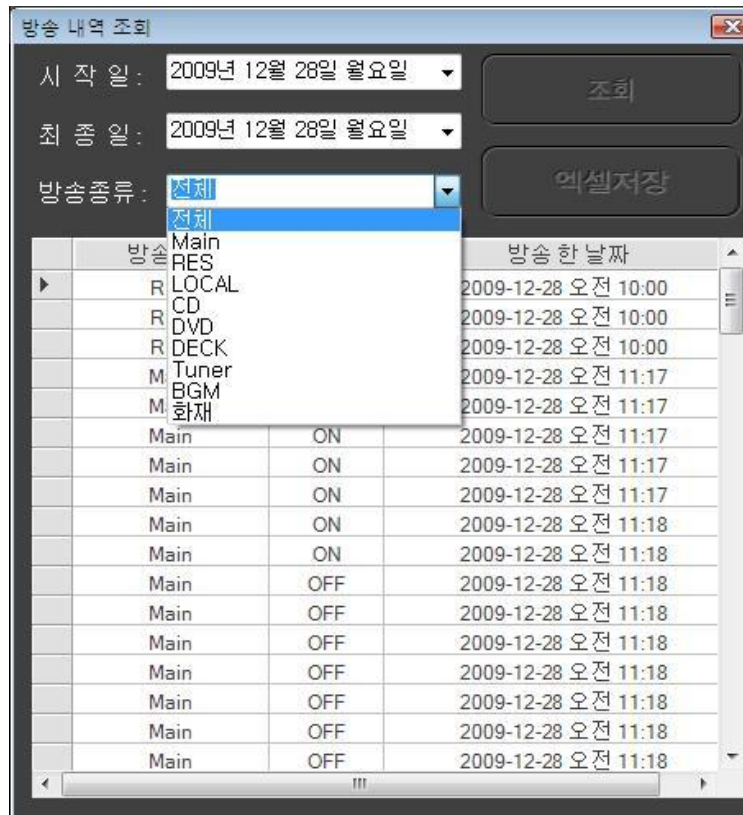 방송 내역 조회
시 작 일 : 2009년 12월 28일 월요일
조회
최 종 일 : 2009년 12월 28일 월요일
엑셀저장
방송종류 : 전체
전체
Main
RES
LOCAL
CD
DVD
DECK
Tuner
BGM
화재
방송 한 날짜
R 2009-12-28 오전 10:00
R 2009-12-28 오전 10:00
R 2009-12-28 오전 10:00
M 2009-12-28 오전 11:17
M 2009-12-28 오전 11:17
Main ON 2009-12-28 오전 11:17
Main ON 2009-12-28 오전 11:17
Main ON 2009-12-28 오전 11:17
Main ON 2009-12-28 오전 11:18
Main ON 2009-12-28 오전 11:18
Main OFF 2009-12-28 오전 11:18
Main OFF 2009-12-28 오전 11:18
Main OFF 2009-12-28 오전 11:18
Main OFF 2009-12-28 오전 11:18
Main OFF 2009-12-28 오전 11:18
Main OFF 2009-12-28 오전 11:18
Main OFF 2009-12-28 오전 11:18